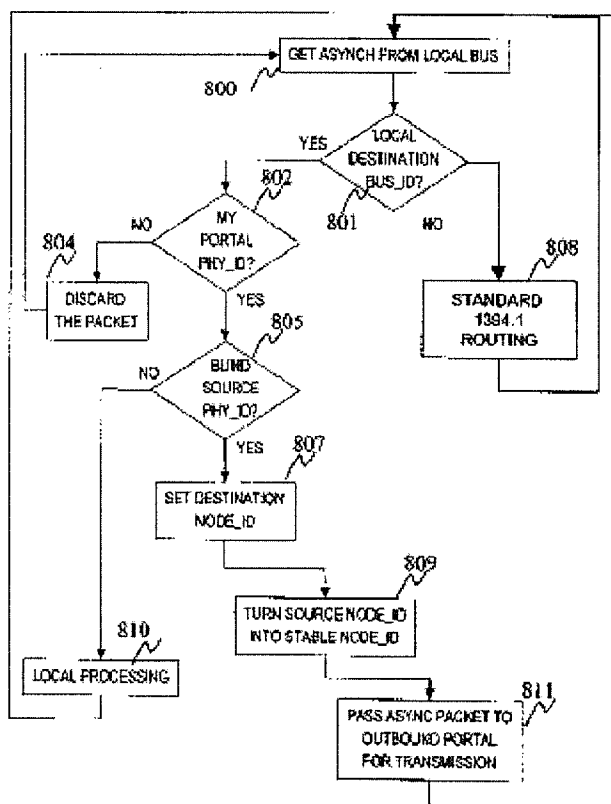 GET ASYNCH FROM LOCAL BUS
800
YES
LOCAL
DESTINATION
BUS_ID?
801
802
NO
MY
PORTAL
PHY_ID?
NO
804
DISCARD
THE PACKET
808
STANDARD
1394.1
ROUTING
YES
805
NO
BLIND
SOURCE
PHY_ID?
YES
807
SET DESTINATION
NODE_ID
809
TURN SOURCE NODE_ID
INTO STABLE NODE_ID
810
LOCAL PROCESSING
811
PASS ASYNC PACKET TO
OUTBOUND PORTAL
FOR TRANSMISSION